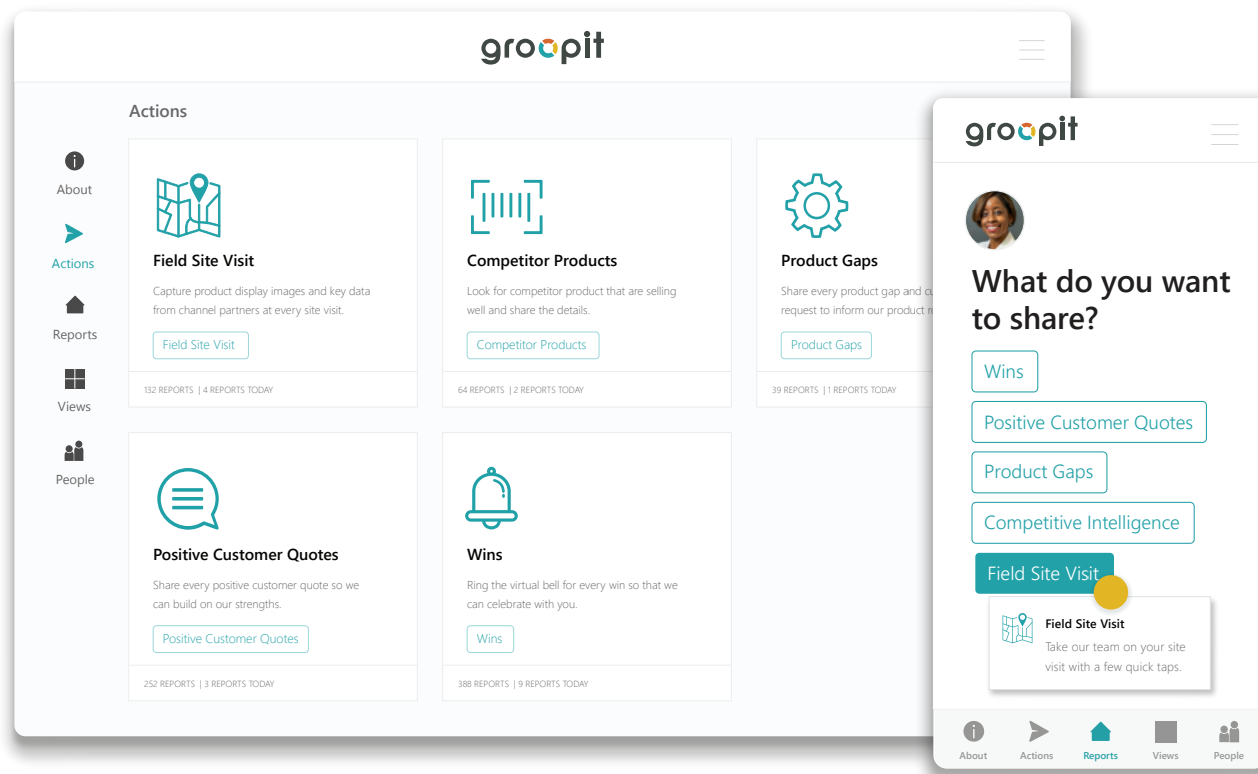 groopit
Actions
About
Actions
Reports
Views
People
Field Site Visit
Capture product display images and key data
from channel partners at every site visit.
Field Site Visit
132 REPORTS | 4 REPORTS TODAY
Competitor Products
Look for competitor product that are selling
well and share the details.
Competitor Products
64 REPORTS | 2 REPORTS TODAY
Product Gaps
Share every product gap and
request to inform our product
Product Gaps
39 REPORTS | 1 REPORTS TODAY
Positive Customer Quotes
Share every positive customer quote so we
can build on our strengths.
Positive Customer Quotes
252 REPORTS | 3 REPORTS TODAY
Wins
Ring the virtual bell for every win so that we
can celebrate with you.
Wins
388 REPORTS | 9 REPORTS TODAY
groopit
What do you want
to share?
Wins
Positive Customer Quotes
Product Gaps
Competitive Intelligence
Field Site Visit
Field Site Visit
Take our team on your site
visit with a few quick taps.
About
Actions
Reports
Views
People